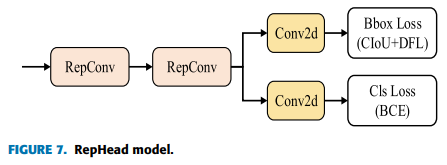 RepConv
RepConv
Conv2d
Bbox Loss
(CIoU+DFL)
Conv2d
Cls Loss
(BCE)
FIGURE 7. RepHead model.